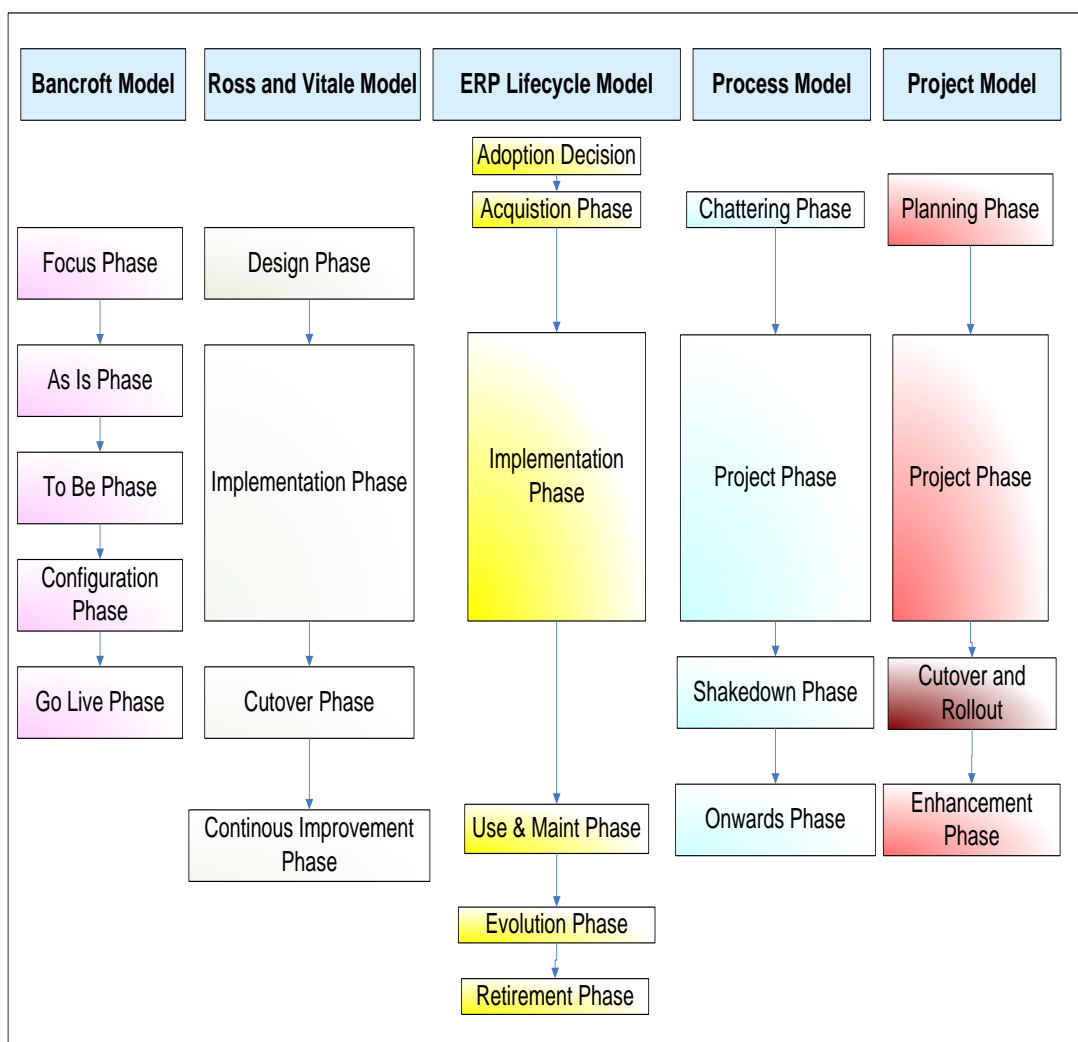 Bancroft Model
Ross and Vitale Model
ERP Lifecycle Model
Process Model
Project Model
Focus Phase
As Is Phase
To Be Phase
Configuration
Phase
Go Live Phase
Design Phase
Implementation Phase
Cutover Phase
Continous Improvement
Phase
Adoption Decision
Acquistion Phase
Implementation
Phase
Use & Maint Phase
Evolution Phase
Retirement Phase
Chattering Phase
Project Phase
Shakedown Phase
Onwards Phase
Planning Phase
Project Phase
Cutover and
Rollout
Enhancement
Phase